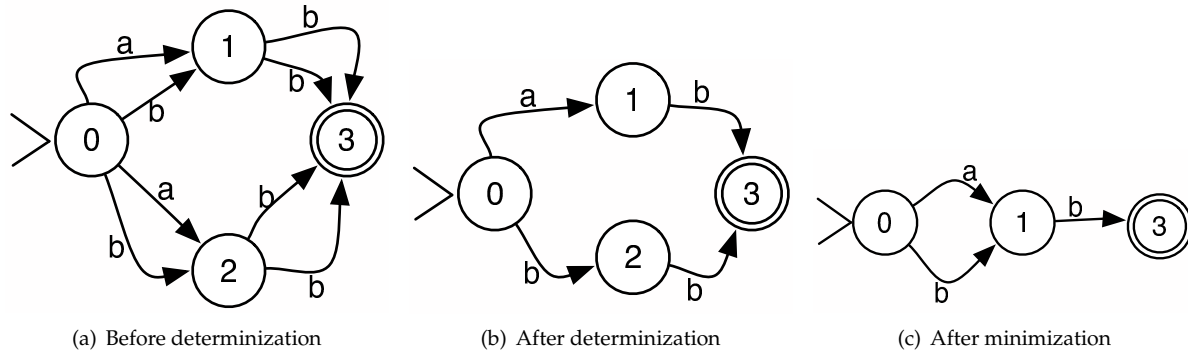 b
a
1
b
b
0
3
a
b
b
2
b
a
1
b
0
3
b
2
b
a
0
1
b
3
b
(a) Before determinization
(b) After determinization
(c) After minimization